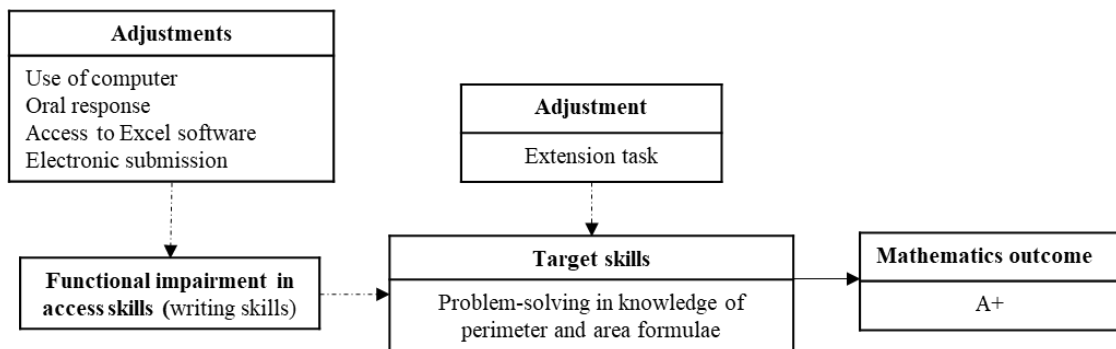 Adjustments
Use of computer
Oral response
Access to Excel software
Electronic submission
Adjustment
Extension task
Functional impairment in
access skills (writing skills)
Target skills
Problem-solving in knowledge of
perimeter and area formulae
Mathematics outcome
A+